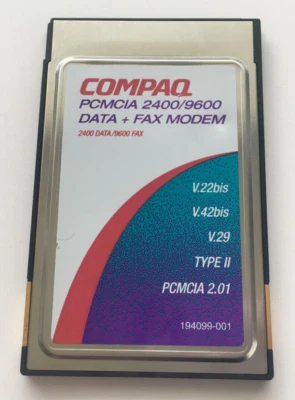 COMPAQ
PCMCIA 2400/9600
DATA + FAX MODEM
2400 DATA/9600 FAX
V.22bis
V.42bis
V.29
TYPE II
PCMCIA 2.01
194099-001